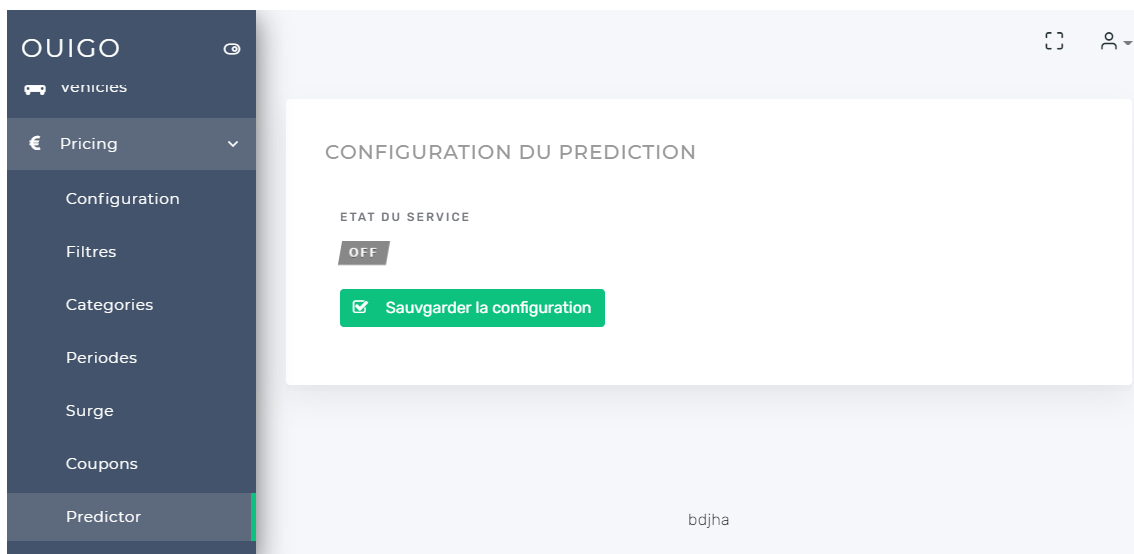 OUIGO
Vehicles
€ Pricing
Configuration
Filtres
Categories
Periodes
Surge
Coupons
Predictor
CONFIGURATION DU PREDICTION
ETAT DU SERVICE
OFF
Sauvgarder la configuration
bdjha